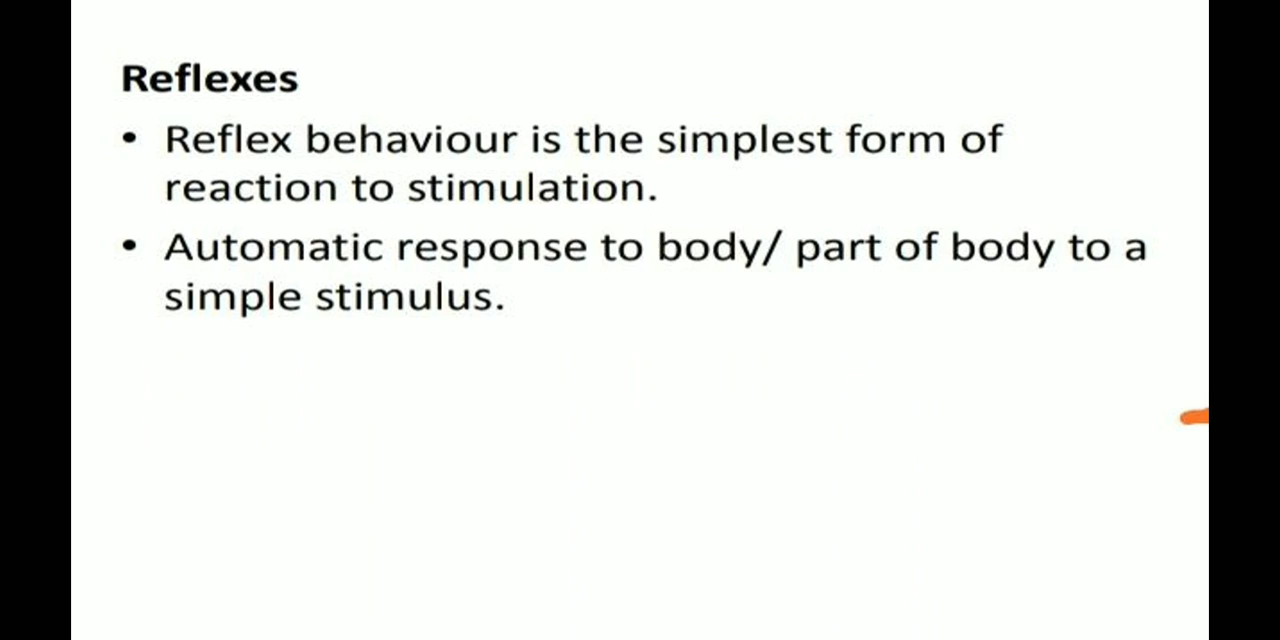 Reflexes
• Reflex behaviour is the simplest form of
reaction to stimulation.
• Automatic response to body/ part of body to a
simple stimulus.